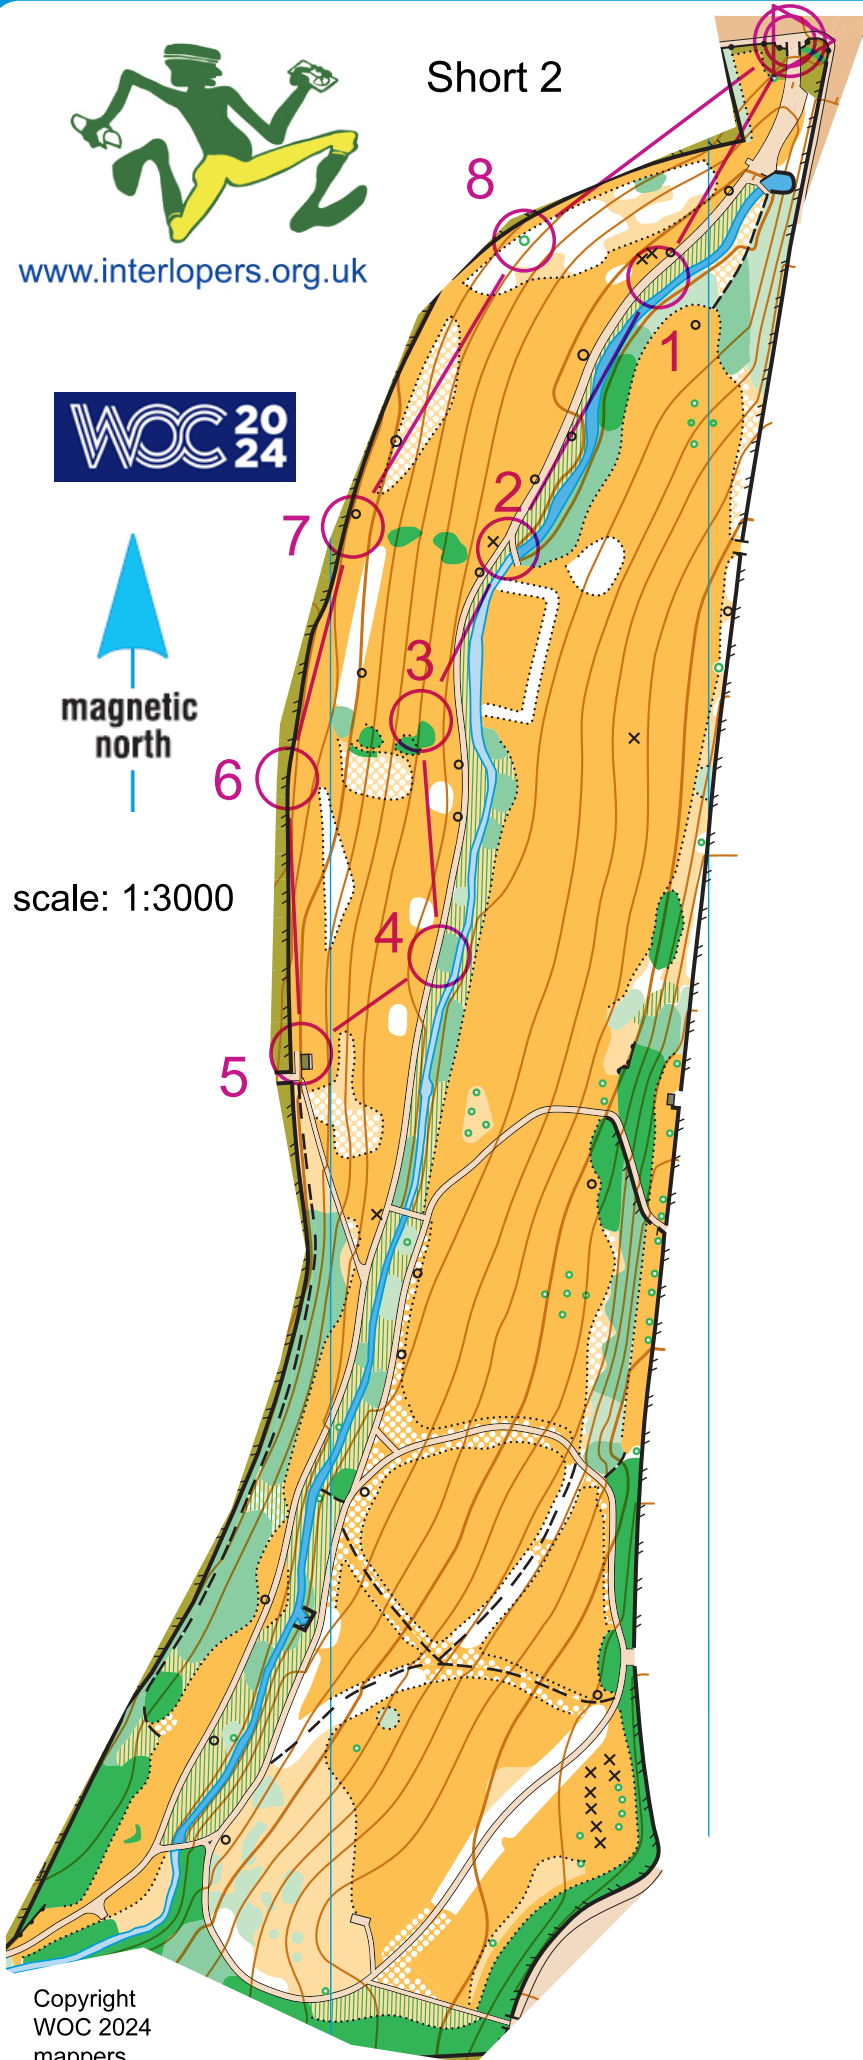 Short 2
8
www.interlopers.org.uk
1
WOC 20
24
2
7
magnetic
north
3
6
scale: 1:3000
4
5
Copyright
WOC 2024
mappers